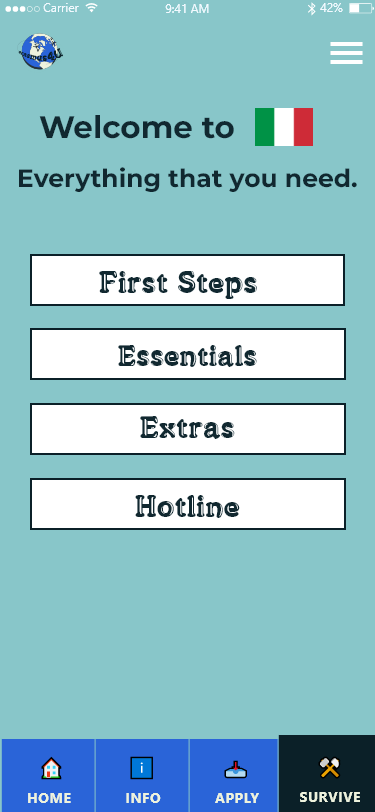 Carrier 9:41 AM 42%
Welcome to
Everything that you need.
First Steps
Essentials
Extras
Hotline
HOME INFO APPLY SURVIVE